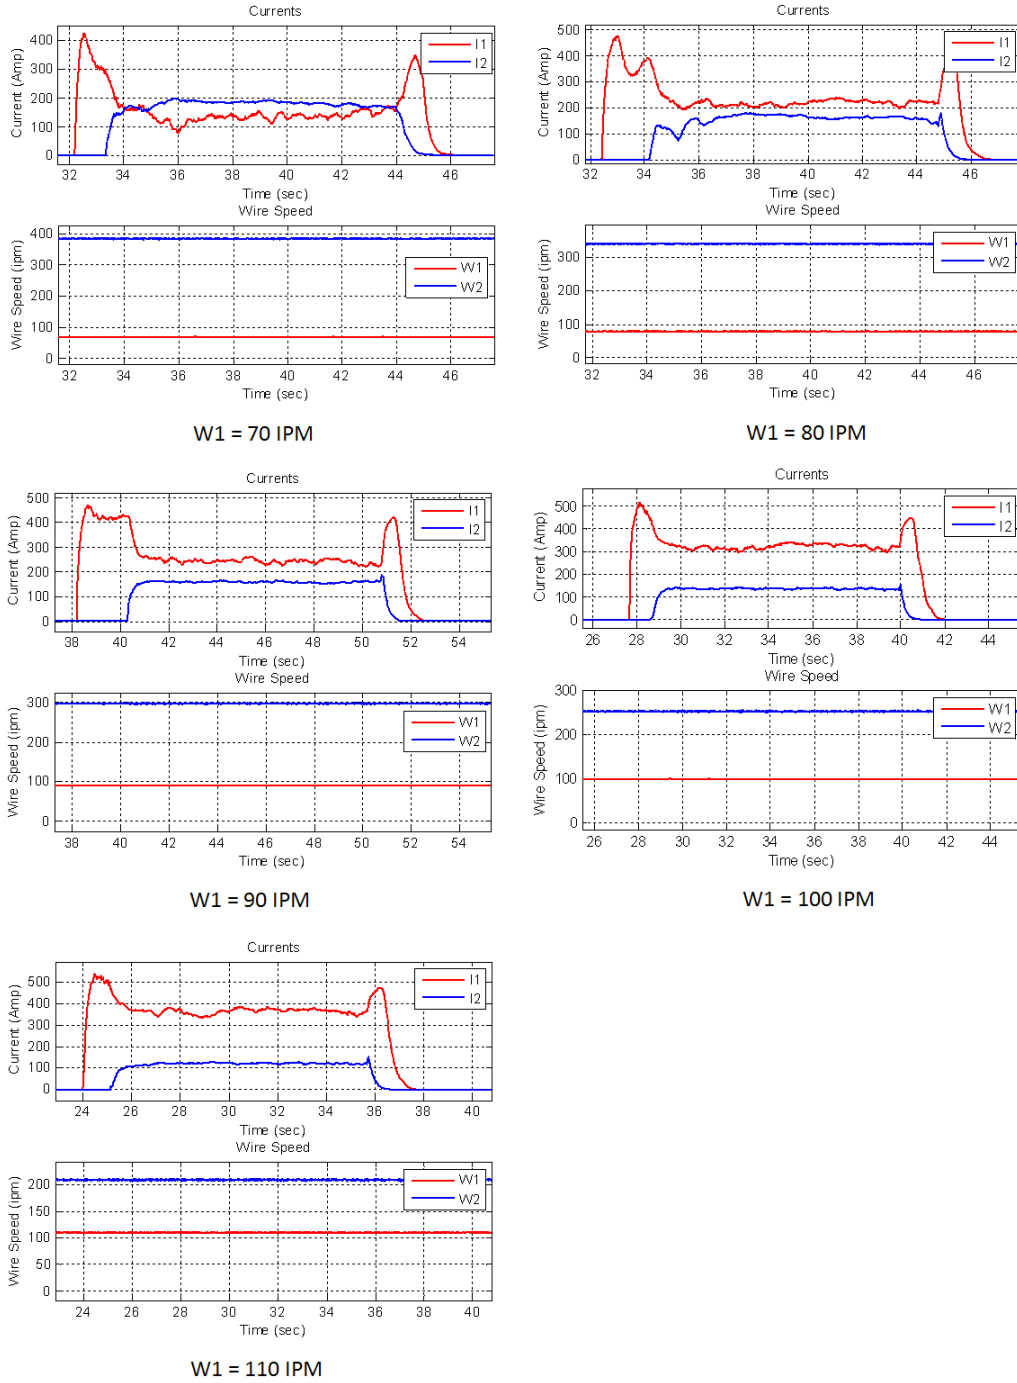 Currents
Current (Amp)
400
300
200
100
0
I1
I2
32 34 36 38 40 42 44 46
Time (sec)
Wire Speed
Wire Speed (ipm)
400
300
200
100
0
W1
W2
32 34 36 38 40 42 44 46
Time (sec)
W1 = 70 IPM
Currents
Current (Amp)
500
400
300
200
100
0
I1
I2
32 34 36 38 40 42 44 46
Time (sec)
Wire Speed
Wire Speed (ipm)
300
200
100
0
W1
W2
32 34 36 38 40 42 44 46
Time (sec)
W1 = 80 IPM
Currents
Current (Amp)
500
400
300
200
100
0
I1
I2
38 40 42 44 46 48 50 52 54
Time (sec)
Wire Speed
Wire Speed (ipm)
300
200
100
0
W1
W2
38 40 42 44 46 48 50 52 54
Time (sec)
W1 = 90 IPM
Currents
Current (Amp)
500
400
300
200
100
0
I1
I2
26 28 30 32 34 36 38 40 42 44
Time (sec)
Wire Speed
Wire Speed (ipm)
300
200
100
0
W1
W2
26 28 30 32 34 36 38 40 42 44
Time (sec)
W1 = 100 IPM
Currents
Current (Amp)
500
400
300
200
100
0
I1
I2
24 26 28 30 32 34 36 38 40
Time (sec)
Wire Speed
Wire Speed (ipm)
200
150
100
50
0
W1
W2
24 26 28 30 32 34 36 38 40
Time (sec)
W1 = 110 IPM